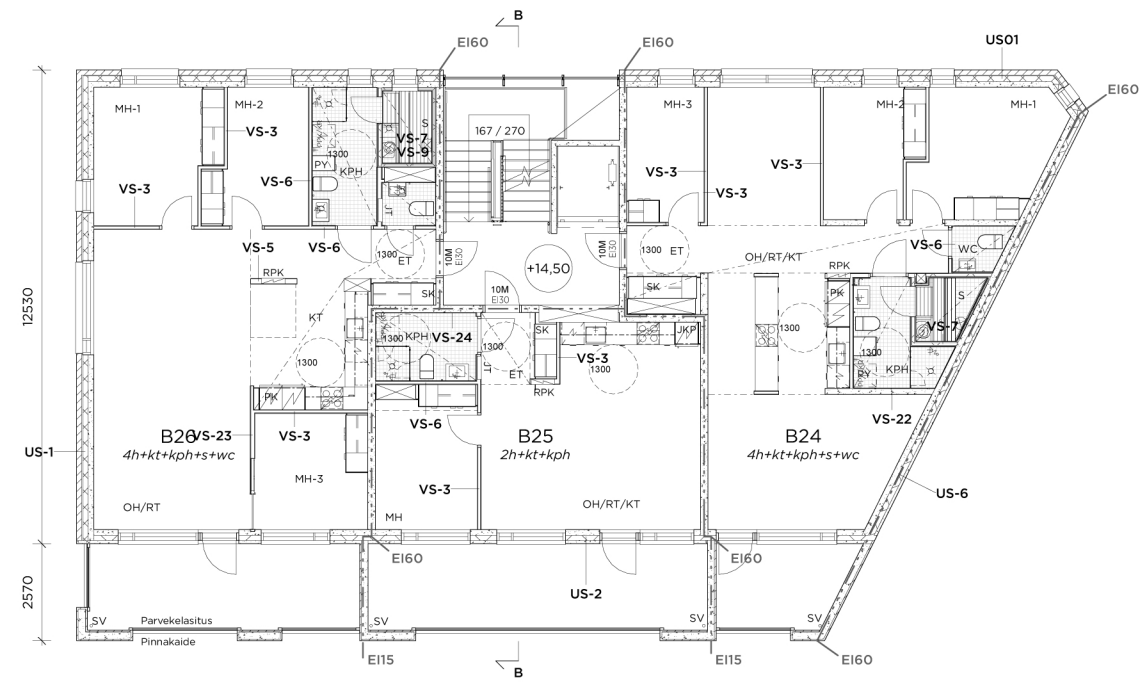 B
EI60
EI60
US01
EI60
MH-1
MH-2
VS-3
S
VS-7
VS-9
1300
PY
KPH
VS-6
VS-3
JT
167 / 270
MH-3
VS-3
VS-3
VS-3
MH-2
MH-1
VS-5
VS-6
1300
ET
10M
EI30
+14,50
10M
EI30
10M
EI30
1300
ET
OH/RT/KT
VS-6
WC
RPK
RPK
SK
SK
PK
S
VS-7
12530
KT
1300
KPH
VS-24
1300
SK
JT
ET
VS-3
1300
JKP
1300
1300
PY
KPH
1300
RPK
PK
VS-6
VS-22
B26
VS-23
VS-3
4h+kt+kph+s+wc
B25
2h+kt+kph
B24
4h+kt+kph+s+wc
US-1
MH-3
VS-3
US-6
OH/RT
MH
OH/RT/KT
EI60
EI60
2570
US-2
SV
Parvekelasitus
SV
SV
Pinnakaide
EI15
EI15
EI60
B